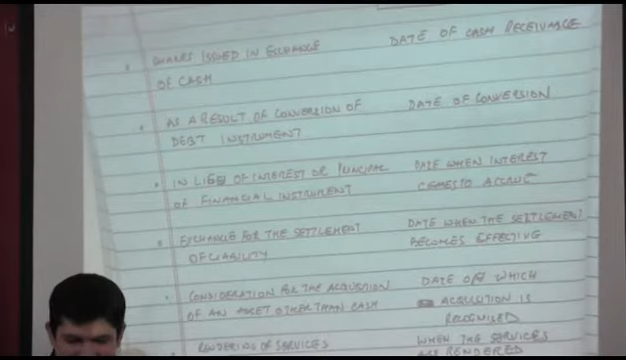 SHARES ISSUED IN EXCHANGE DATE OF CASH RECEIVABLE
OF CASH
AS A RESULT OF CONVERSION OF DATE OF CONVERSION
DEBT INSTRUMENT
IN LIEU OF INTEREST OR PRINCIPAL DATE WHEN INTEREST
OF FINANCIAL INSTRUMENT CEASES TO ACCRUE
EXCHANGE FOR THE SETTLEMENT DATE WHEN THE SETTLEMENT
OF LIABILITY BECOMES EFFECTIVE
CONSIDERATION FOR THE ACQUSITION DATE ON WHICH
OF AN ASSET OTHER THAN CASH ACQUSITION IS
RECOGNISED
RENDERING OF SERVICES WHEN THE SERVICES
ARE RENDERED